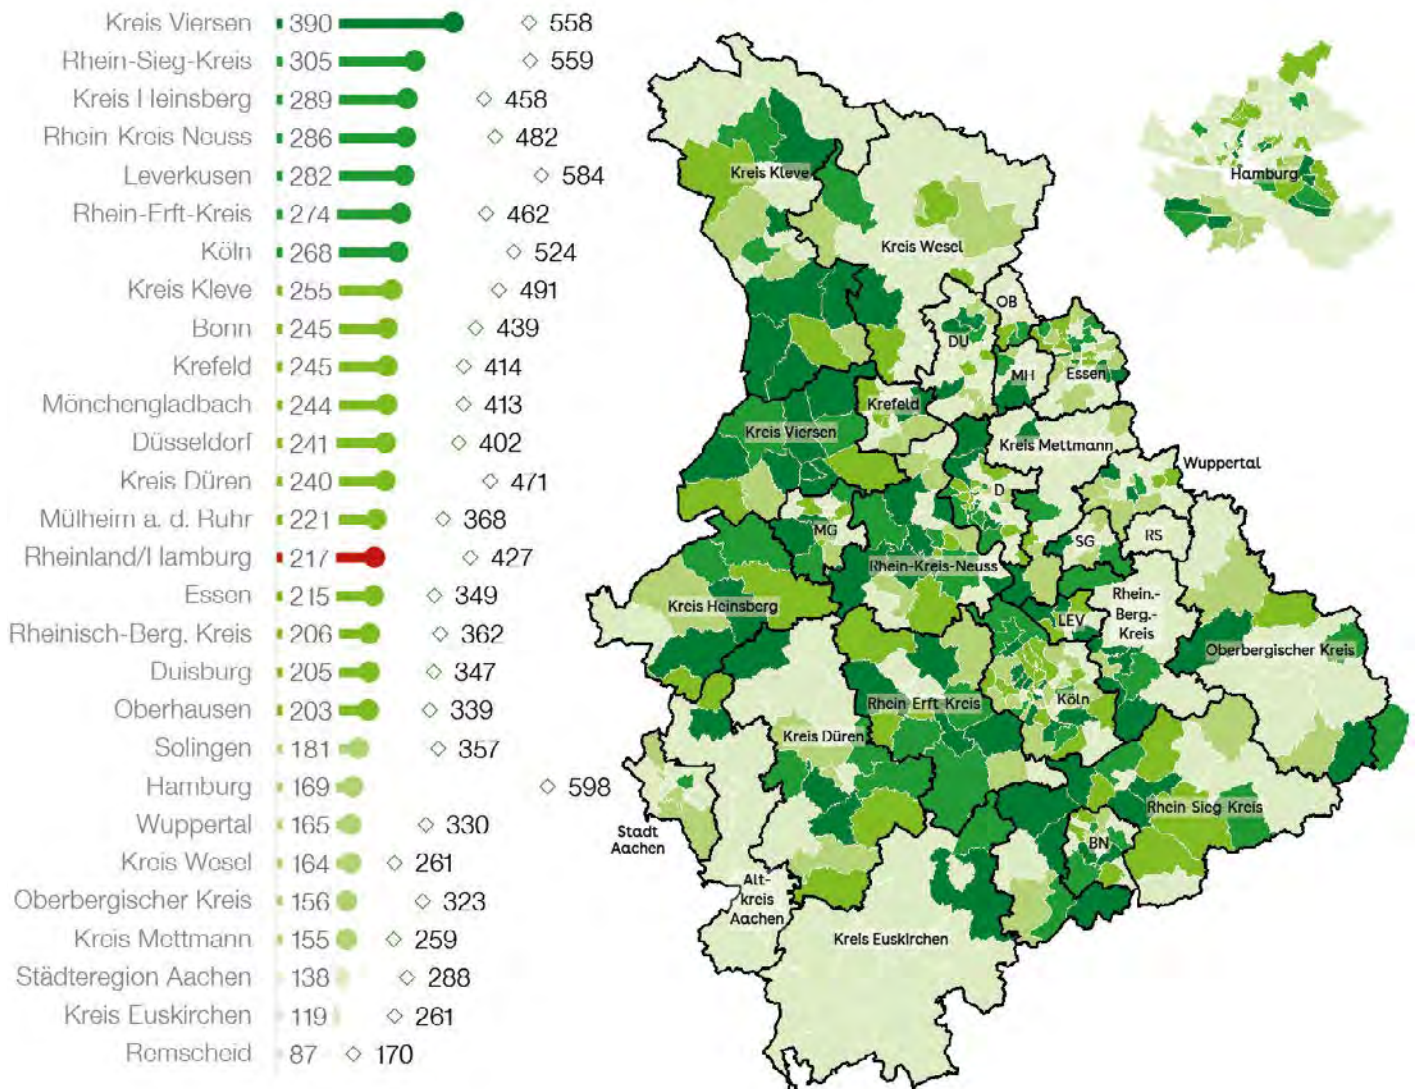 Kreis Viersen 390 558
Rhein-Sieg-Kreis 305 559
Kreis Heinsberg 289 458
Rhein Kreis Neuss 286 482
Leverkusen 282 584
Rhein-Erft-Kreis 274 462
Köln 268 524
Kreis Kleve 255 491
Bonn 245 439
Krefeld 245 414
Mönchengladbach 244 413
Düsseldorf 241 402
Kreis Düren 240 471
Mülheim a. d. Ruhr 221 368
Rheinland/Hamburg 217 427
Essen 215 349
Rheinisch-Berg. Kreis 206 362
Duisburg 205 347
Oberhausen 203 339
Solingen 181 357
Hamburg 169 598
Wuppertal 165 330
Kreis Wesel 164 261
Oberbergischer Kreis 156 323
Kreis Mettmann 155 259
Städteregion Aachen 138 288
Kreis Euskirchen 119 261
Remscheid 87 170
Hamburg
Kreis Kleve
Kreis Wesel
OB
DU
MH
Essen
Krefeld
Kreis Viersen
Kreis Mettmann
Wuppertal
D
MG
SG
RS
Rhein-Kreis-Neuss
Kreis Heinsberg
LEV
Rhein.-
Berg.-
Kreis
Oberbergischer Kreis
Rhein Erft Kreis
Köln
Kreis Düren
Rhein Sieg Kreis
Stadt
Aachen
BN
Alt-
kreis
Aachen
Kreis Euskirchen